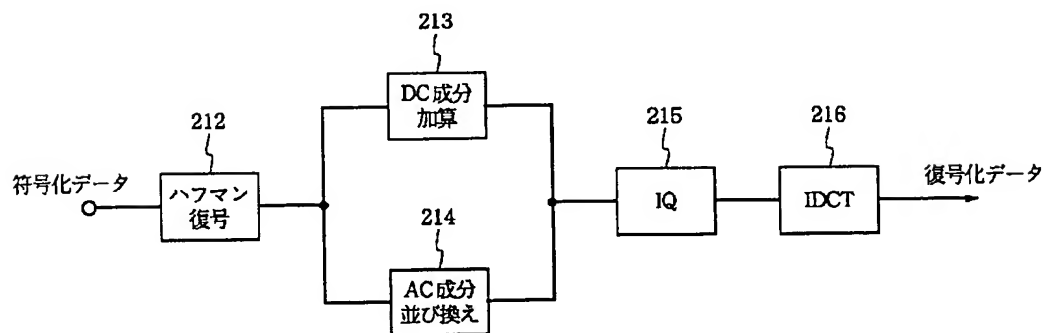 213
DC成分
加算
212
215
216
符号化データ
ハフマン
復号
IQ
IDCT
復号化データ
214
AC成分
並び換え